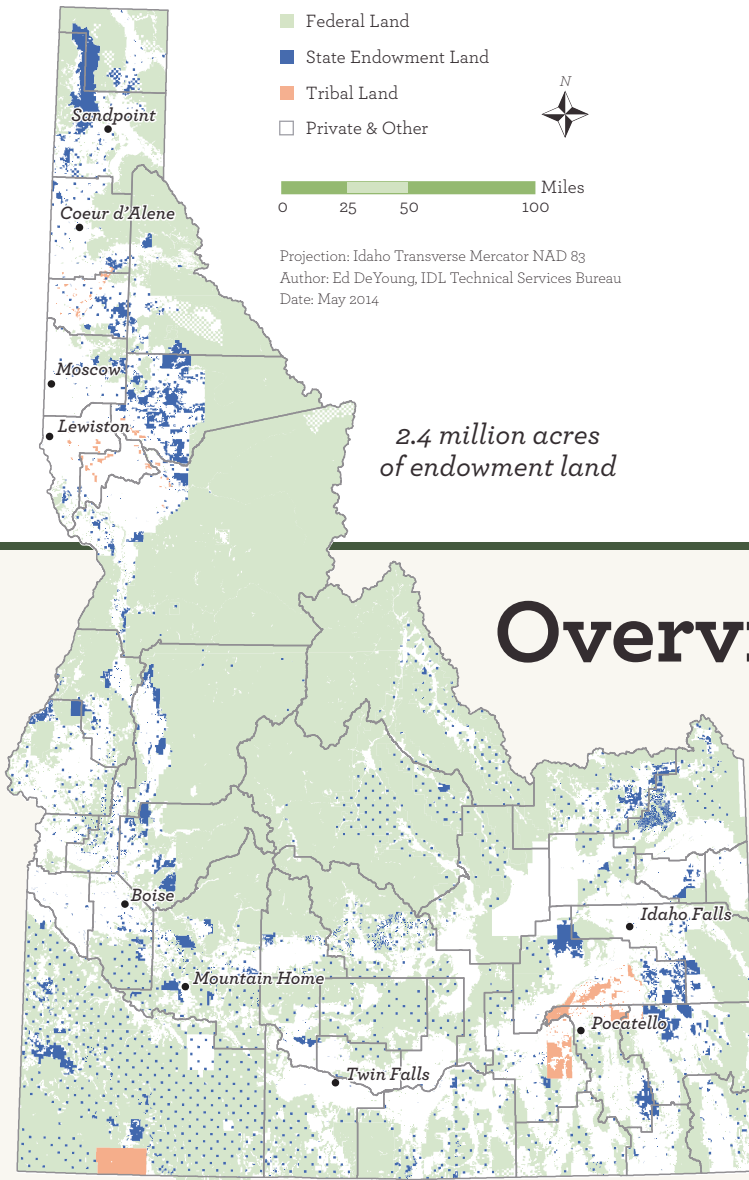 Federal Land
State Endowment Land
Tribal Land
Private & Other
N
Miles
0 25 50 100
Projection: Idaho Transverse Mercator NAD 83
Author: Ed DeYoung, IDL Technical Services Bureau
Date: May 2014
Sandpoint
Coeur d'Alene
Moscow
Lewiston
2.4 million acres
of endowment land
Overvi
Boise
Idaho Falls
Mountain Home
Pocatello
Twin Falls